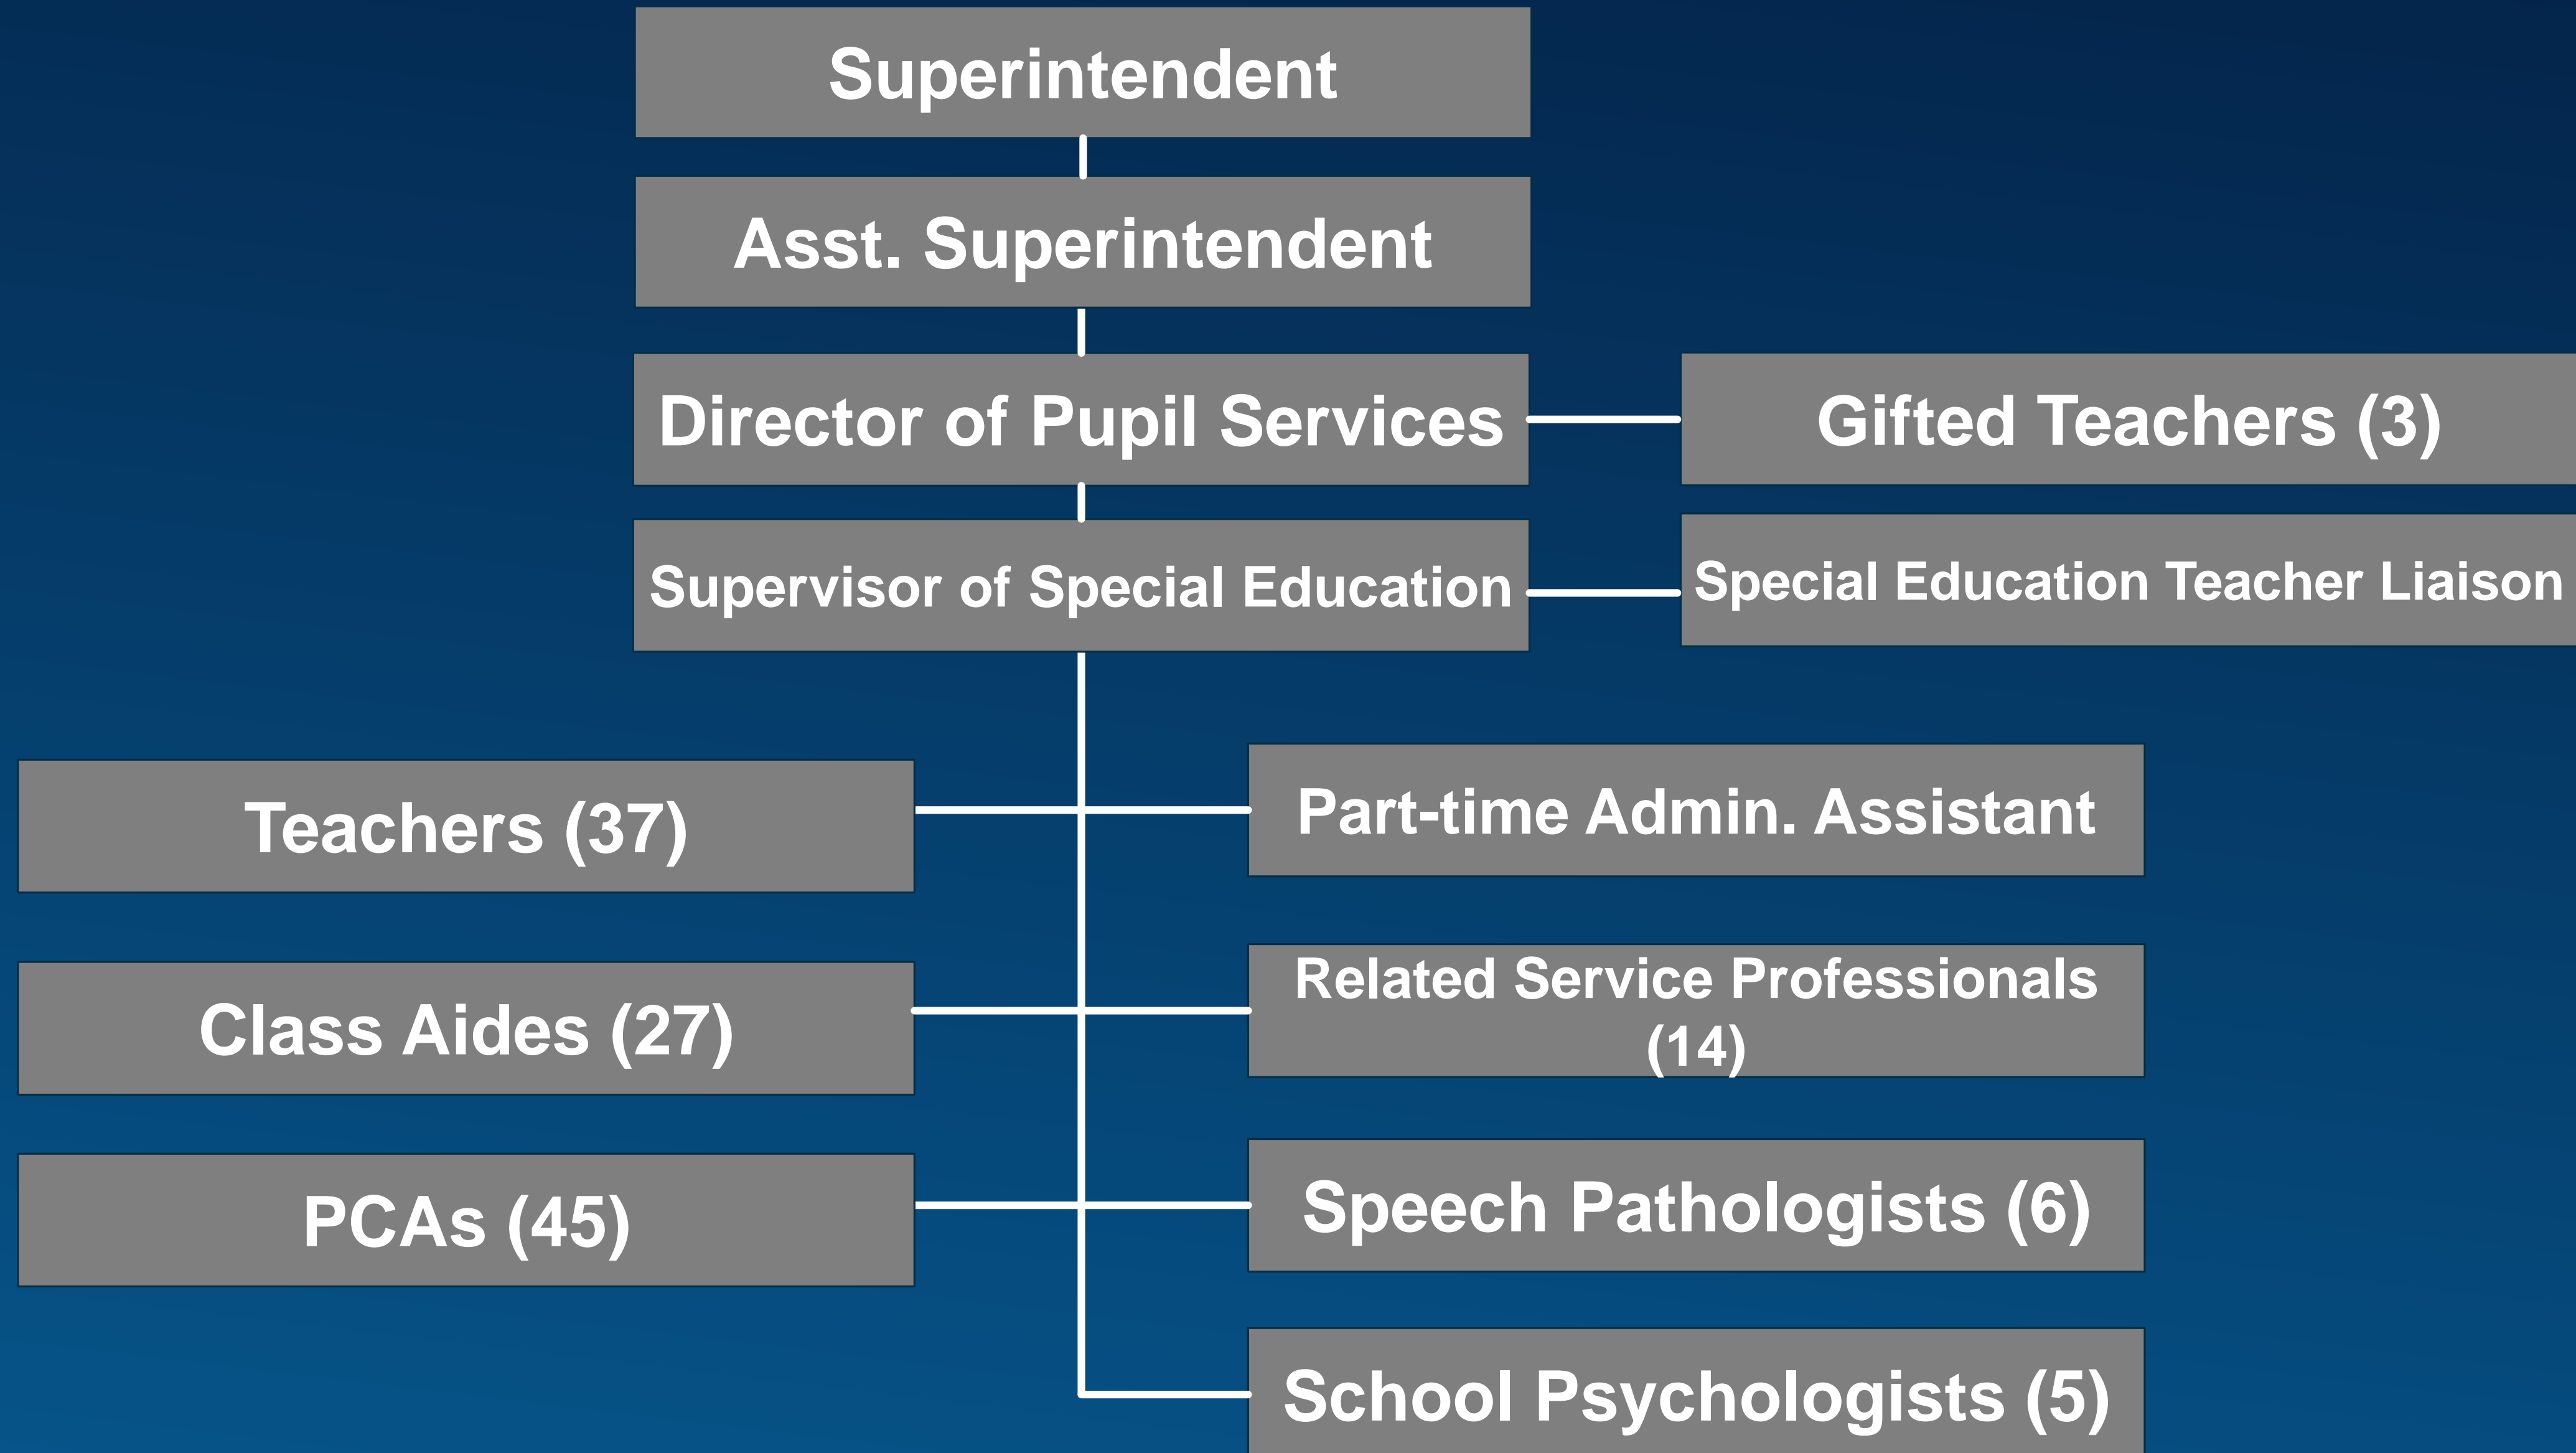 Superintendent
Asst. Superintendent
Director of Pupil Services
Gifted Teachers (3)
Supervisor of Special Education
Special Education Teacher Liaison
Teachers (37)
Part-time Admin. Assistant
Class Aides (27)
Related Service Professionals
(14)
PCAs (45)
Speech Pathologists (6)
School Psychologists (5)